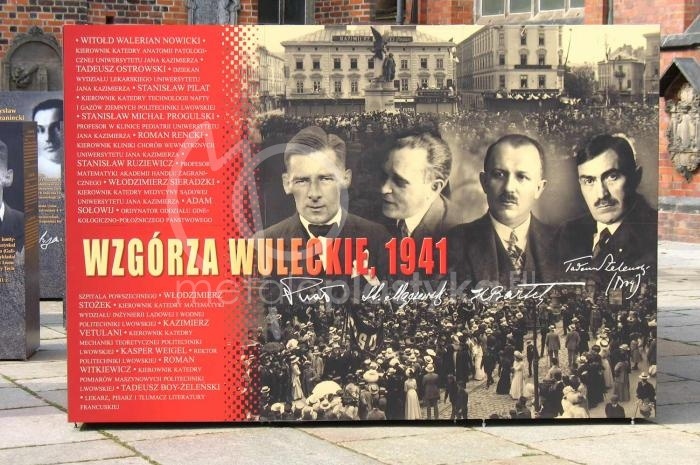 • WITOLD WALERIAN NOWICKI •
KIEROWNIK KATEDRY ANATOMII PATOLOGI-
CZNEJ UNIWERSYTETU JANA KAZIMIERZA •
TADEUSZ OSTROWSKI • DZIEKAN
WYDZIAŁU LEKARSKIEGO UNIWERSYTETU
JANA KAZIMIERZA • STANISŁAW PILAT
• KIEROWNIK KATEDRY TECHNOLOGII NAFTY
I GAZÓW ZIEMNYCH POLITECHNIKI LWOWSKIEJ
• STANISŁAW MICHAŁ PROGULSKI •
PROFESOR W KLINICE PEDIATRII UNIWERSYTETU
JANA KAZIMIERZA • ROMAN RENCKI •
KIEROWNIK KLINIKI CHORÓB WEWNĘTRZNYCH
UNIWERSYTETU JANA KAZIMIERZA •
STANISŁAW RUZIEWICZ • PROFESOR
MATEMATYKI AKADEMII HANDLU ZAGRANI-
CZNEGO • WŁODZIMIERZ SIERADZKI •
KIEROWNIK KATEDRY MEDYCYNY SĄDOWEJ
UNIWERSYTETU JANA KAZIMIERZA • ADAM
SOŁOWIJ • ORDYNATOR ODDZIAŁU GINE-
KOLOGICZNO-POŁOŻNICZEGO PAŃSTWOWEGO
WZGÓRZA WULECKIE, 1941
SZPITALA POWSZECHNEGO • WŁODZIMIERZ
STOŻEK • KIEROWNIK KATEDRY MATEMATYKI
WYDZIAŁU INŻYNIERII LĄDOWEJ I WODNEJ
POLITECHNIKI LWOWSKIEJ • KAZIMIERZ
VETULANI • KIEROWNIK KATEDRY
MECHANIKI TEORETYCZNEJ POLITECHNIKI
LWOWSKIEJ • KASPER WEIGEL • REKTOR
POLITECHNIKI LWOWSKIEJ • ROMAN
WITKIEWICZ • KIEROWNIK KATEDRY
POMIARÓW MASZYNOWYCH POLITECHNIKI
LWOWSKIEJ • TADEUSZ BOY-ŻELEŃSKI
• LEKARZ, PISARZ I TŁUMACZ LITERATURY
FRANCUSKIEJ
K Bartel
Tadeusz Żeleński
(Boy)